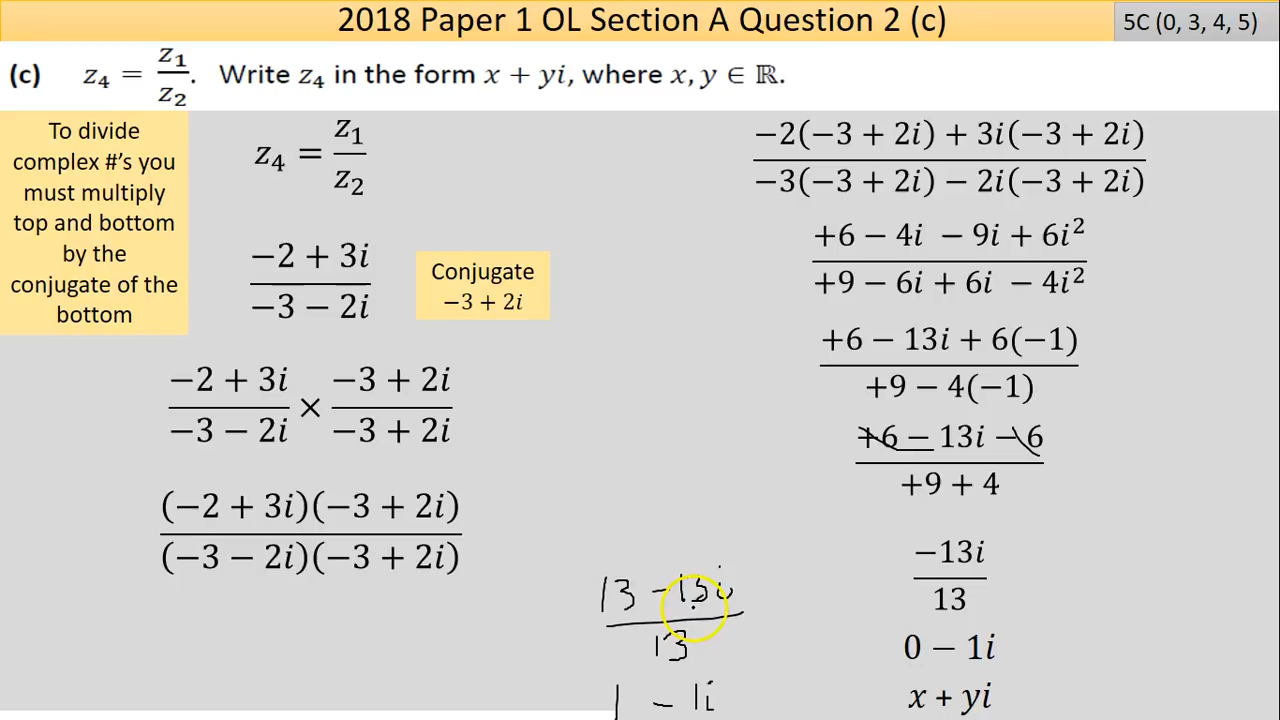 2018 Paper 1 OL Section A Question 2 (c)
5C (0, 3, 4, 5)
(c) z₄ = z₁/z₂. Write z₄ in the form x + yi, where x, y ∈ ℝ.
To divide
complex #'s you
must multiply
top and bottom
by the
conjugate of the
bottom
z₄ = z₁/z₂
(−2 + 3i)/(−3 − 2i)
Conjugate
−3 + 2i
(−2 + 3i)/(−3 − 2i) × (−3 + 2i)/(−3 + 2i)
(−2 + 3i)(−3 + 2i)
(−3 − 2i)(−3 + 2i)
−2(−3 + 2i) + 3i(−3 + 2i)
−3(−3 + 2i) − 2i(−3 + 2i)
+6 − 4i − 9i + 6i²
+9 − 6i + 6i − 4i²
+6 − 13i + 6(−1)
+9 − 4(−1)
+6 − 13i − 6
+9 + 4
−13i
13
0 − 1i
x + yi
13 − 13i
13
1 − 1i